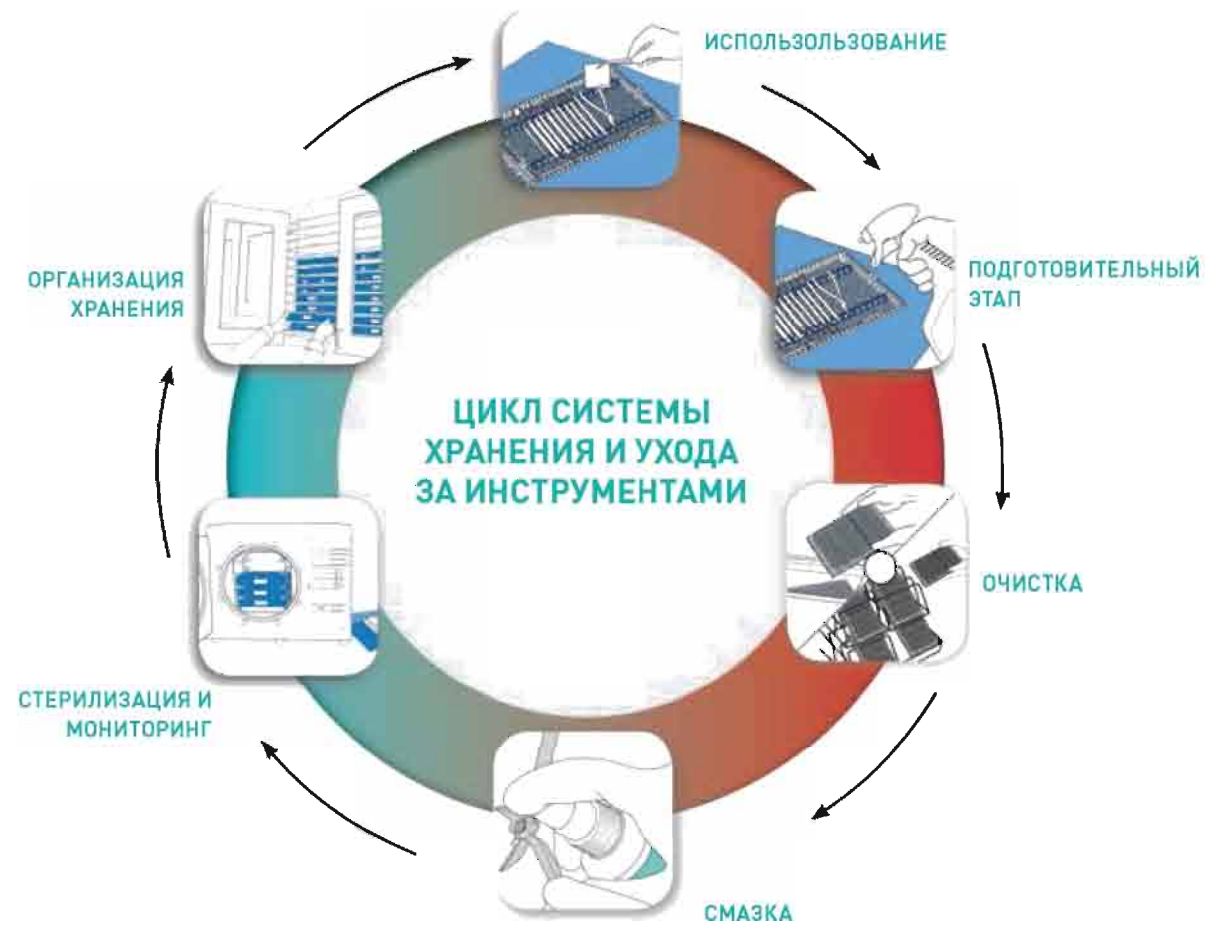 ИСПОЛЬЗОЛЬЗОВАНИЕ
ПОДГОТОВИТЕЛЬНЫЙ
ЭТАП
ОЧИСТКА
СМАЗКА
СТЕРИЛИЗАЦИЯ И
МОНИТОРИНГ
ОРГАНИЗАЦИЯ
ХРАНЕНИЯ
ЦИКЛ СИСТЕМЫ
ХРАНЕНИЯ И УХОДА
ЗА ИНСТРУМЕНТАМИ